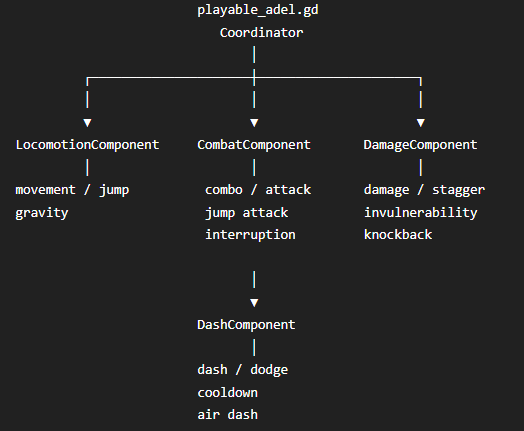 playable_adel.gd
Coordinator
LocomotionComponent CombatComponent DamageComponent
movement / jump combo / attack damage / stagger
gravity jump attack invulnerability
interruption knockback
DashComponent
dash / dodge
cooldown
air dash